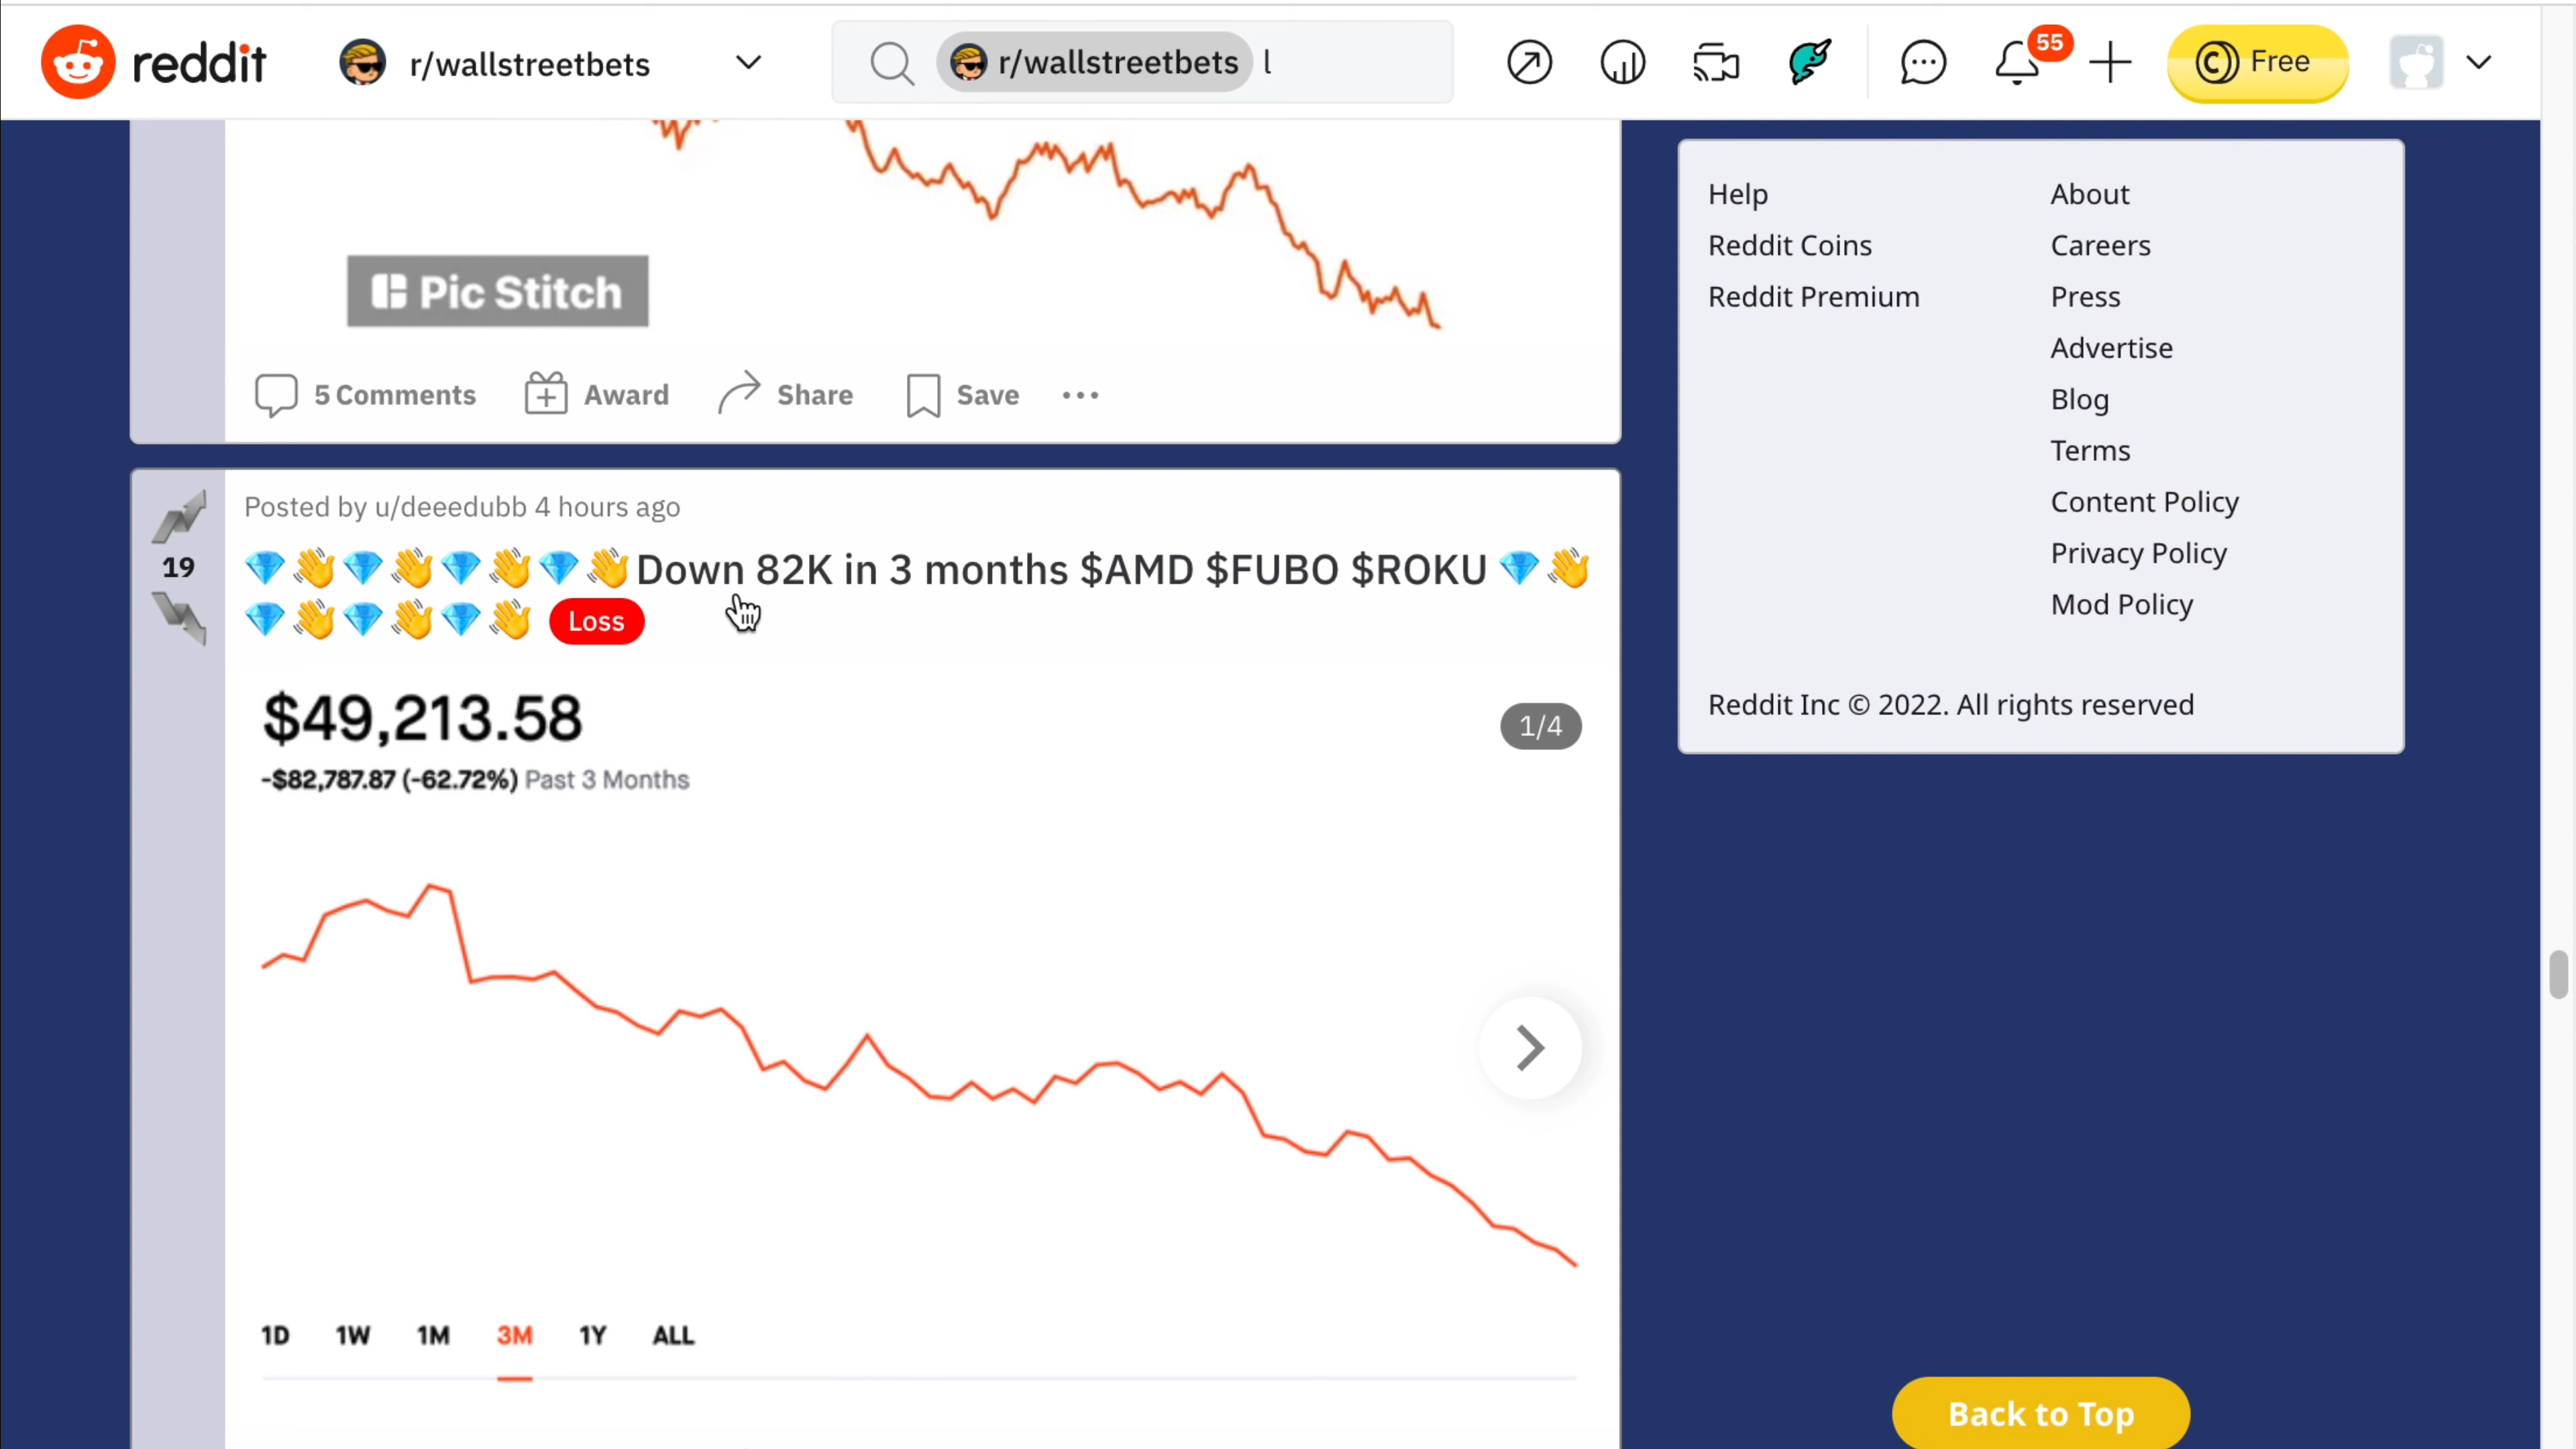 reddit
r/wallstreetbets
r/wallstreetbets l
55
Free
Pic Stitch
5 Comments
Award
Share
Save
Posted by u/deeedubb 4 hours ago
19
💎👋💎👋💎👋💎👋Down 82K in 3 months $AMD $FUBO $ROKU 💎👋
💎👋💎👋💎👋 Loss
$49,213.58
1/4
-$82,787.87 (-62.72%) Past 3 Months
1D 1W 1M 3M 1Y ALL
Help
Reddit Coins
Reddit Premium
About
Careers
Press
Advertise
Blog
Terms
Content Policy
Privacy Policy
Mod Policy
Reddit Inc © 2022. All rights reserved
Back to Top